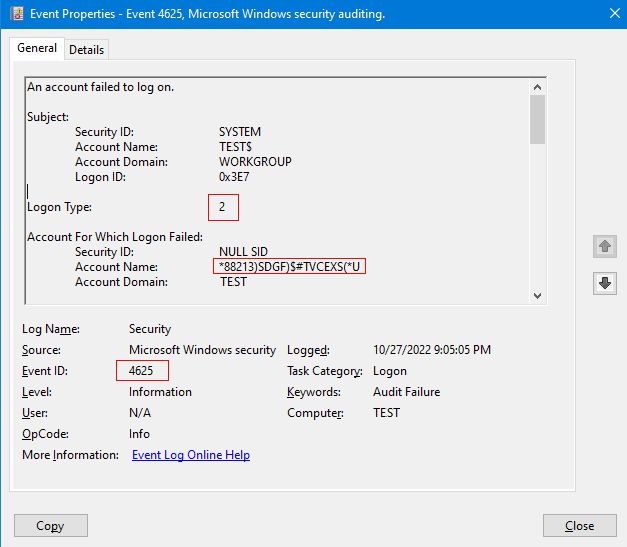 Event Properties - Event 4625, Microsoft Windows security auditing.
General Details
An account failed to log on.
Subject:
Security ID: SYSTEM
Account Name: TEST$
Account Domain: WORKGROUP
Logon ID: 0x3E7
Logon Type: 2
Account For Which Logon Failed:
Security ID: NULL SID
Account Name: *88213)SDGF)$#TVCEXS(*U
Account Domain: TEST
Log Name: Security
Source: Microsoft Windows security Logged: 10/27/2022 9:05:05 PM
Event ID: 4625 Task Category: Logon
Level: Information Keywords: Audit Failure
User: N/A Computer: TEST
OpCode: Info
More Information: Event Log Online Help
Copy Close